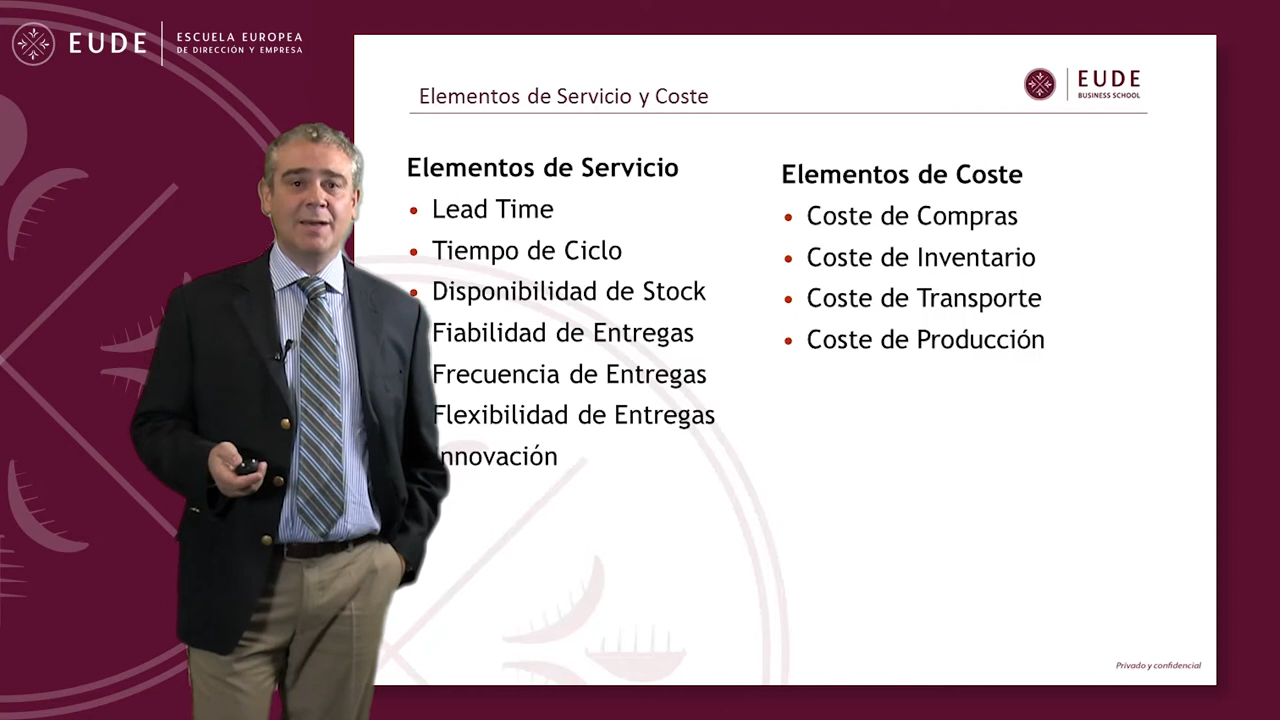 EUDE
ESCUELA EUROPEA
DE DIRECCIÓN Y EMPRESA
Elementos de Servicio y Coste
EUDE
BUSINESS SCHOOL
Elementos de Servicio
• Lead Time
• Tiempo de Ciclo
• Disponibilidad de Stock
Fiabilidad de Entregas
Frecuencia de Entregas
Flexibilidad de Entregas
Innovación
Elementos de Coste
• Coste de Compras
• Coste de Inventario
• Coste de Transporte
• Coste de Producción
Privado y confidencial